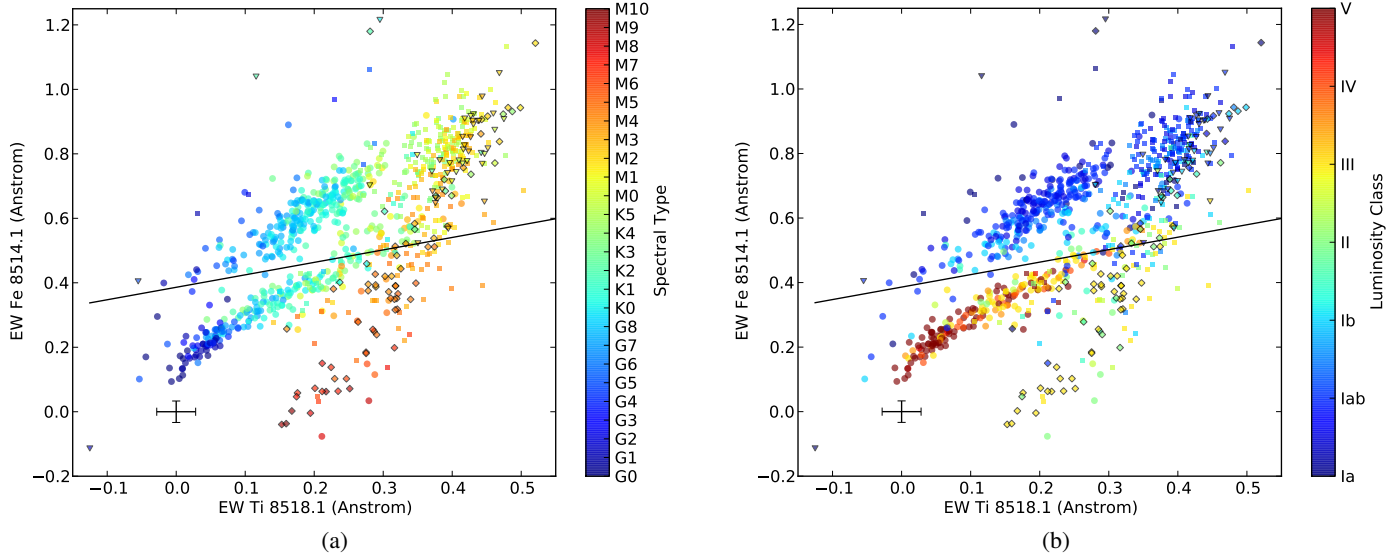 1.2
1.0
0.8
0.6
0.4
0.2
0.0
−0.2
−0.1
0.0
0.1
0.2
0.3
0.4
0.5
EW Fe 8514.1 (Anstrom)
EW Ti 8518.1 (Anstrom)
M10
M9
M8
M7
M6
M5
M4
M3
M2
M1
M0
K5
K4
K3
K2
K1
K0
G8
G7
G6
G5
G4
G3
G2
G1
G0
Spectral Type
(a)
1.2
1.0
0.8
0.6
0.4
0.2
0.0
−0.2
−0.1
0.0
0.1
0.2
0.3
0.4
0.5
EW Fe 8514.1 (Anstrom)
EW Ti 8518.1 (Anstrom)
V
IV
III
II
Ib
Iab
Ia
Luminosity Class
(b)